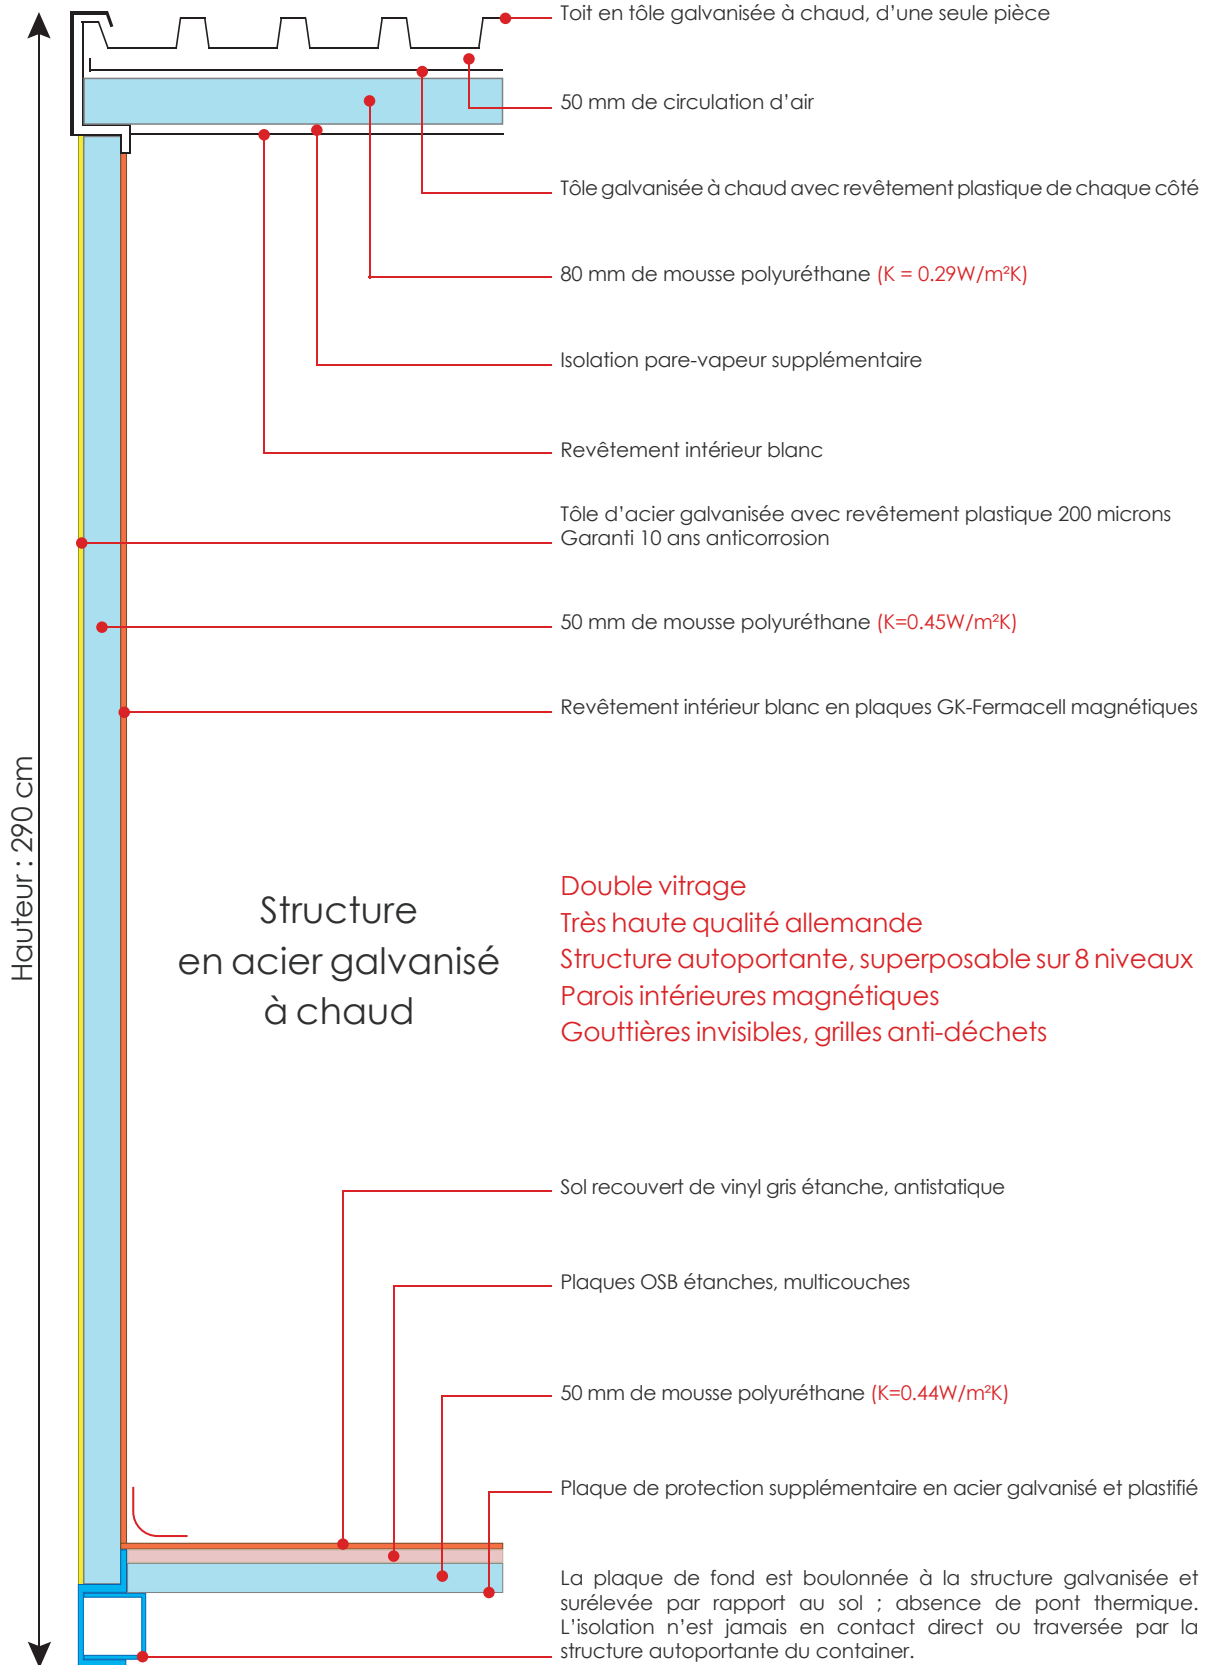 Toit en tôle galvanisée à chaud, d’une seule pièce
50 mm de circulation d’air
Tôle galvanisée à chaud avec revêtement plastique de chaque côté
80 mm de mousse polyuréthane (K = 0.29W/m²K)
Isolation pare-vapeur supplémentaire
Revêtement intérieur blanc
Tôle d’acier galvanisée avec revêtement plastique 200 microns
Garanti 10 ans anticorrosion
50 mm de mousse polyuréthane (K=0.45W/m²K)
Revêtement intérieur blanc en plaques GK-Fermacell magnétiques
Hauteur : 290 cm
Structure
en acier galvanisé
à chaud
Double vitrage
Très haute qualité allemande
Structure autoportante, superposable sur 8 niveaux
Parois intérieures magnétiques
Gouttières invisibles, grilles anti-déchets
Sol recouvert de vinyl gris étanche, antistatique
Plaques OSB étanches, multicouches
50 mm de mousse polyuréthane (K=0.44W/m²K)
Plaque de protection supplémentaire en acier galvanisé et plastifié
La plaque de fond est boulonnée à la structure galvanisée et
surélevée par rapport au sol ; absence de pont thermique.
L’isolation n’est jamais en contact direct ou traversée par la
structure autoportante du container.